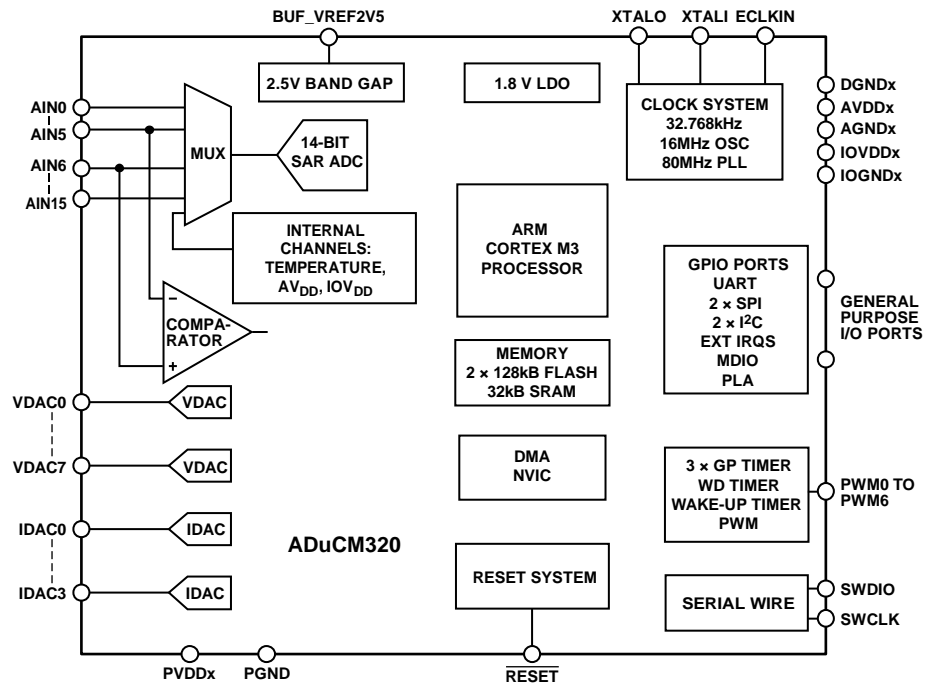 BUF_VREF2V5
XTALO
XTALI
ECLKIN
2.5V BAND GAP
1.8 V LDO
CLOCK SYSTEM
32.768kHz
16MHz OSC
80MHz PLL
DGNDx
AVDDx
AGNDx
IOVDDx
IOGNDx
AIN0
AIN5
AIN6
AIN15
MUX
14-BIT
SAR ADC
INTERNAL
CHANNELS:
TEMPERATURE,
AVDD, IOVDD
ARM
CORTEX M3
PROCESSOR
GPIO PORTS
UART
2 × SPI
2 × I2C
EXT IRQS
MDIO
PLA
GENERAL
PURPOSE
I/O PORTS
−
COMPA-
RATOR
+
MEMORY
2 × 128kB FLASH
32kB SRAM
VDAC0
VDAC
VDAC7
VDAC
DMA
NVIC
3 × GP TIMER
WD TIMER
WAKE-UP TIMER
PWM
PWM0 TO
PWM6
IDAC0
IDAC
IDAC3
IDAC
ADuCM320
RESET SYSTEM
SERIAL WIRE
SWDIO
SWCLK
PVDDx
PGND
RESET